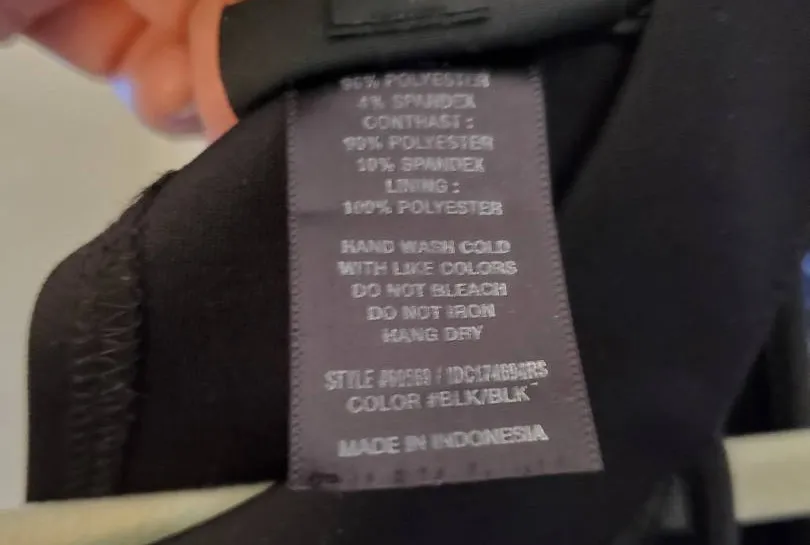 96% POLYESTER
4% SPANDEX
CONTRAST :
90% POLYESTER
10% SPANDEX
LINING :
100% POLYESTER
HAND WASH COLD
WITH LIKE COLORS
DO NOT BLEACH
DO NOT IRON
HANG DRY
STYLE /
COLOR #BLK/BLK
MADE IN INDONESIA